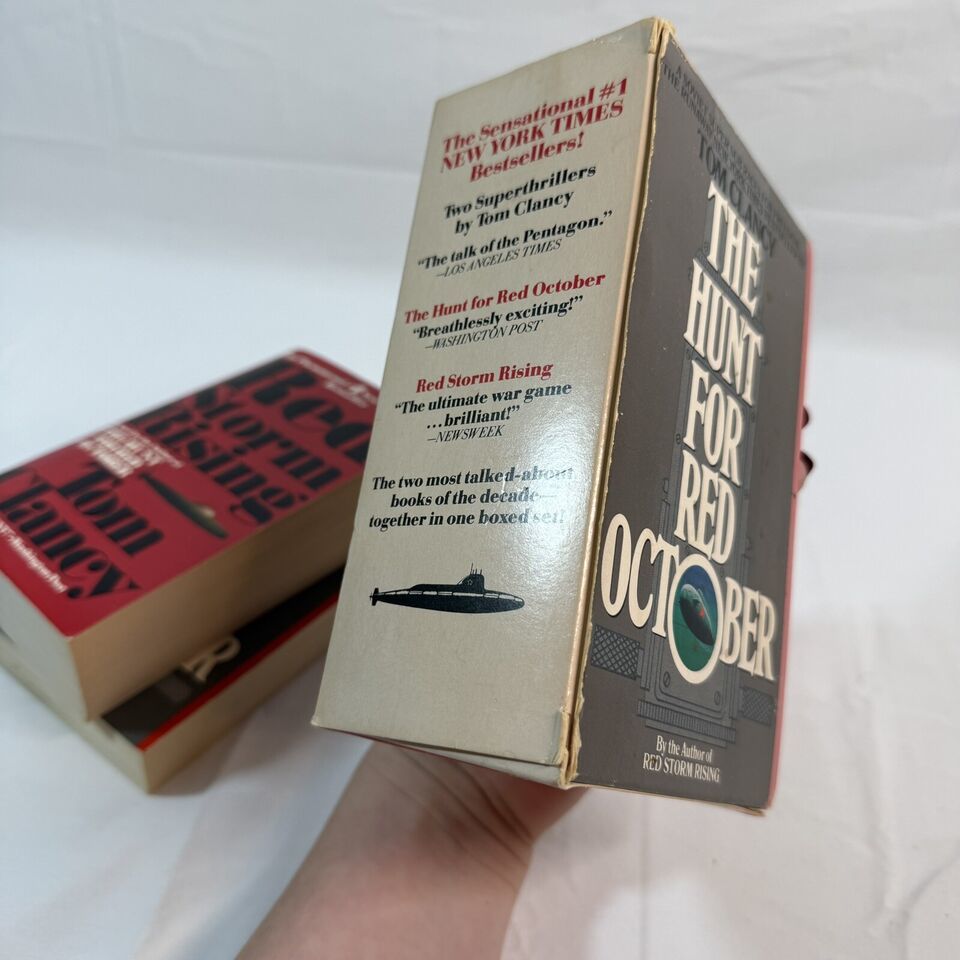 The Sensational #1
NEW YORK TIMES
Bestsellers!
Two Superthrillers
by Tom Clancy
"The talk of the Pentagon."
—LOS ANGELES TIMES
The Hunt for Red October
"Breathlessly exciting!"
—WASHINGTON POST
Red Storm Rising
"The ultimate war game
...brilliant!"
—NEWSWEEK
The two most talked-about
books of the decade—
together in one boxed set!
TOM CLANCY
THE
HUNT
FOR
RED
OCTOBER
By the Author of
RED STORM RISING
Red
Storm
Rising
Tom
Clancy
R